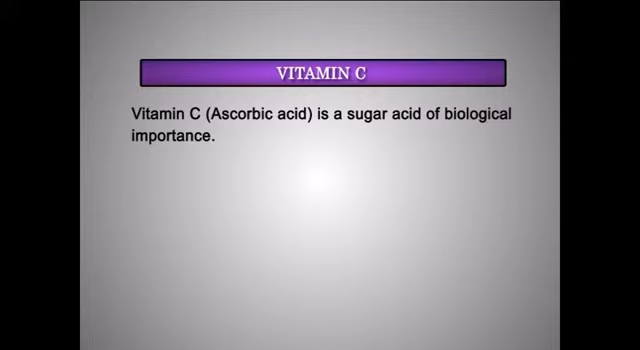 VITAMIN C
Vitamin C (Ascorbic acid) is a sugar acid of biological
importance.